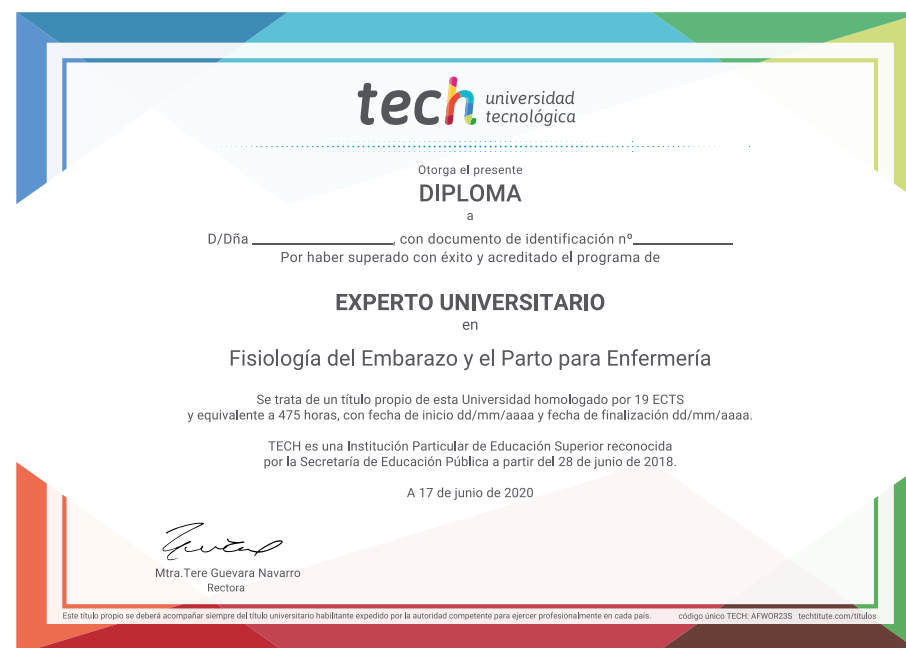 tech universidad
tecnológica
Otorga el presente
DIPLOMA
a
D/Dña ____________, con documento de identificación nº____________
Por haber superado con éxito y acreditado el programa de
EXPERTO UNIVERSITARIO
en
Fisiología del Embarazo y el Parto para Enfermería
Se trata de un título propio de esta Universidad homologado por 19 ECTS
y equivalente a 475 horas, con fecha de inicio dd/mm/aaaa y fecha de finalización dd/mm/aaaa.
TECH es una Institución Particular de Educación Superior reconocida
por la Secretaría de Educación Pública a partir del 28 de junio de 2018.
A 17 de junio de 2020
Mtra.Tere Guevara Navarro
Rectora
Este título propio se deberá acompañar siempre del título universitario habilitante expedido por la autoridad competente para ejercer profesionalmente en cada país. código único TECH: AFWOR23S techtitute.com/titulos